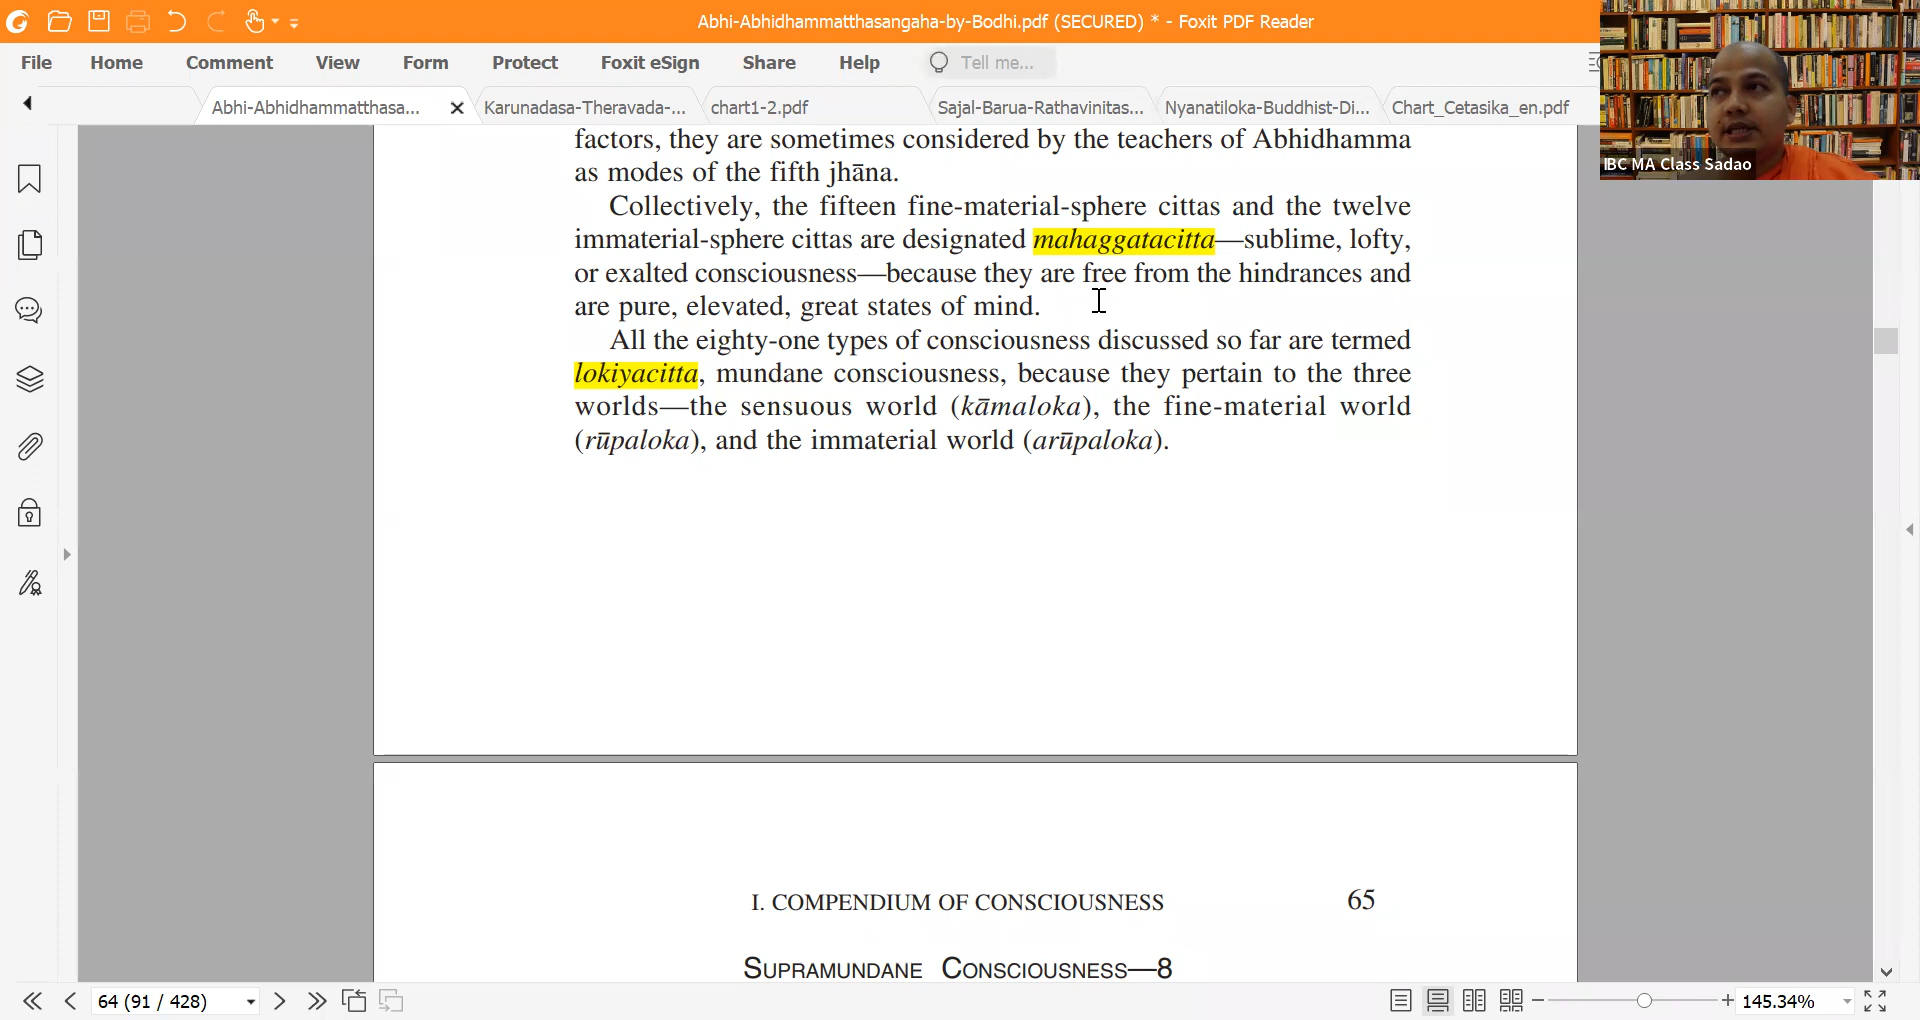 Abhi-Abhidhammatthasangaha-by-Bodhi.pdf (SECURED) * - Foxit PDF Reader
File Home Comment View Form Protect Foxit eSign Share Help Tell me...
Abhi-Abhidhammatthasa... Karunadasa-Theravada-... chart1-2.pdf Sajal-Barua-Rathavinitas... Nyanatiloka-Buddhist-Di... Chart_Cetasika_en.pdf
IBC MA Class Sadao
factors, they are sometimes considered by the teachers of Abhidhamma
as modes of the fifth jhāna.
Collectively, the fifteen fine-material-sphere cittas and the twelve
immaterial-sphere cittas are designated mahaggatacitta—sublime, lofty,
or exalted consciousness—because they are free from the hindrances and
are pure, elevated, great states of mind.
All the eighty-one types of consciousness discussed so far are termed
lokiyacitta, mundane consciousness, because they pertain to the three
worlds—the sensuous world (kāmaloka), the fine-material world
(rūpaloka), and the immaterial world (arūpaloka).
I. COMPENDIUM OF CONSCIOUSNESS 65
SUPRAMUNDANE CONSCIOUSNESS—8
64 (91 / 428) 145.34%